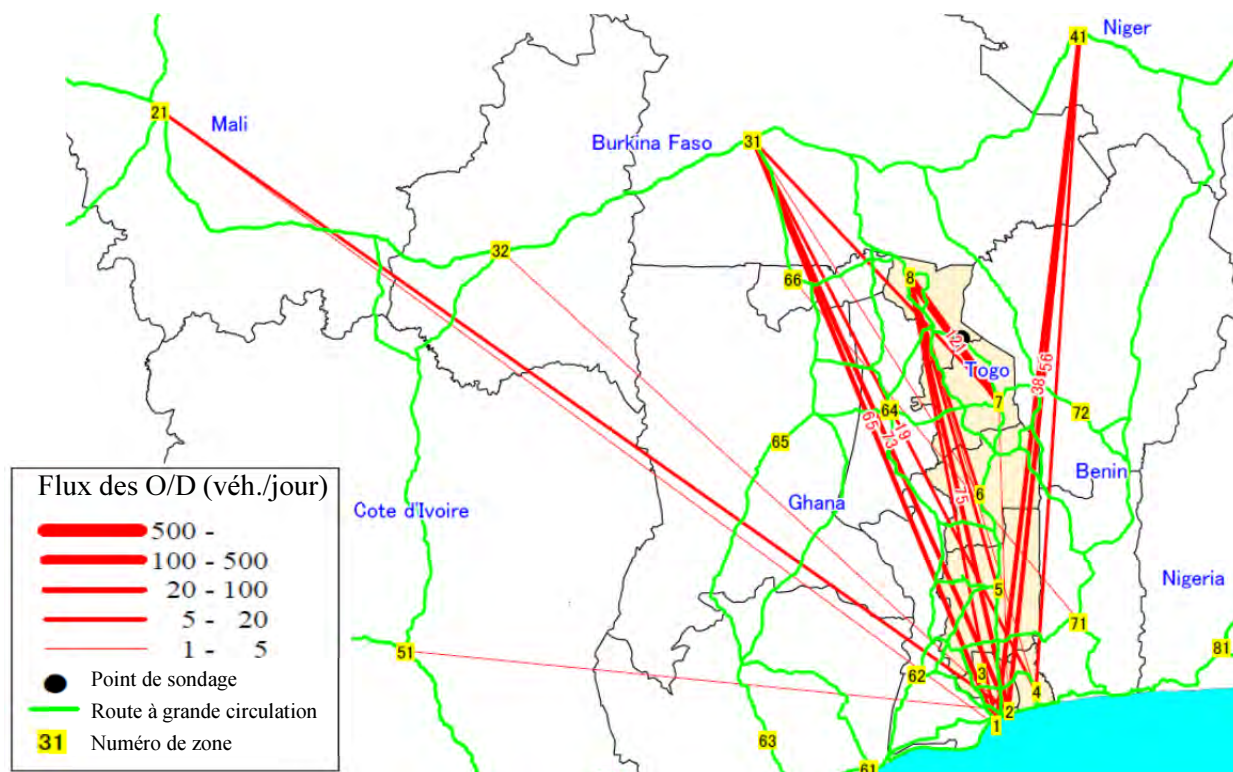 41
Niger
21
Mali
Burkina Faso
31
32
66
8
121
Togo
7
38
56
64
19
72
65
73
65
Benin
6
75
Ghana
Flux des O/D (véh./jour)
500 -
100 - 500
20 - 100
5 - 20
1 - 5
Point de sondage
Route à grande circulation
31 Numéro de zone
Cote d'Ivoire
Nigeria
5
71
51
81
62
3
4
2
1
63
61